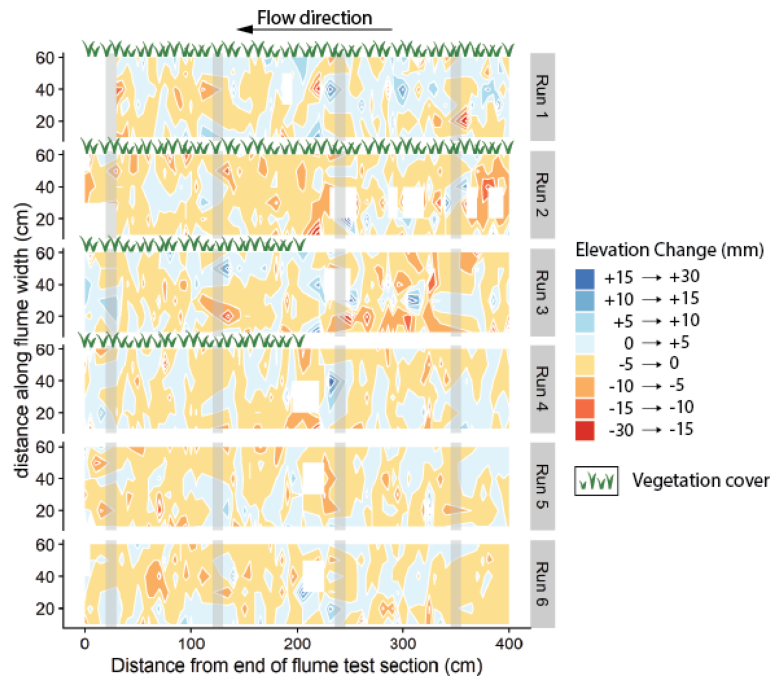 Flow direction
distance along flume width (cm)
60
40
20
Run 1
60
40
20
Run 2
60
40
20
Run 3
60
40
20
Run 4
60
40
20
Run 5
60
40
20
Run 6
0 100 200 300 400
Distance from end of flume test section (cm)
Elevation Change (mm)
+15 → +30
+10 → +15
+5 → +10
0 → +5
-5 → 0
-10 → -5
-15 → -10
-30 → -15
Vegetation cover